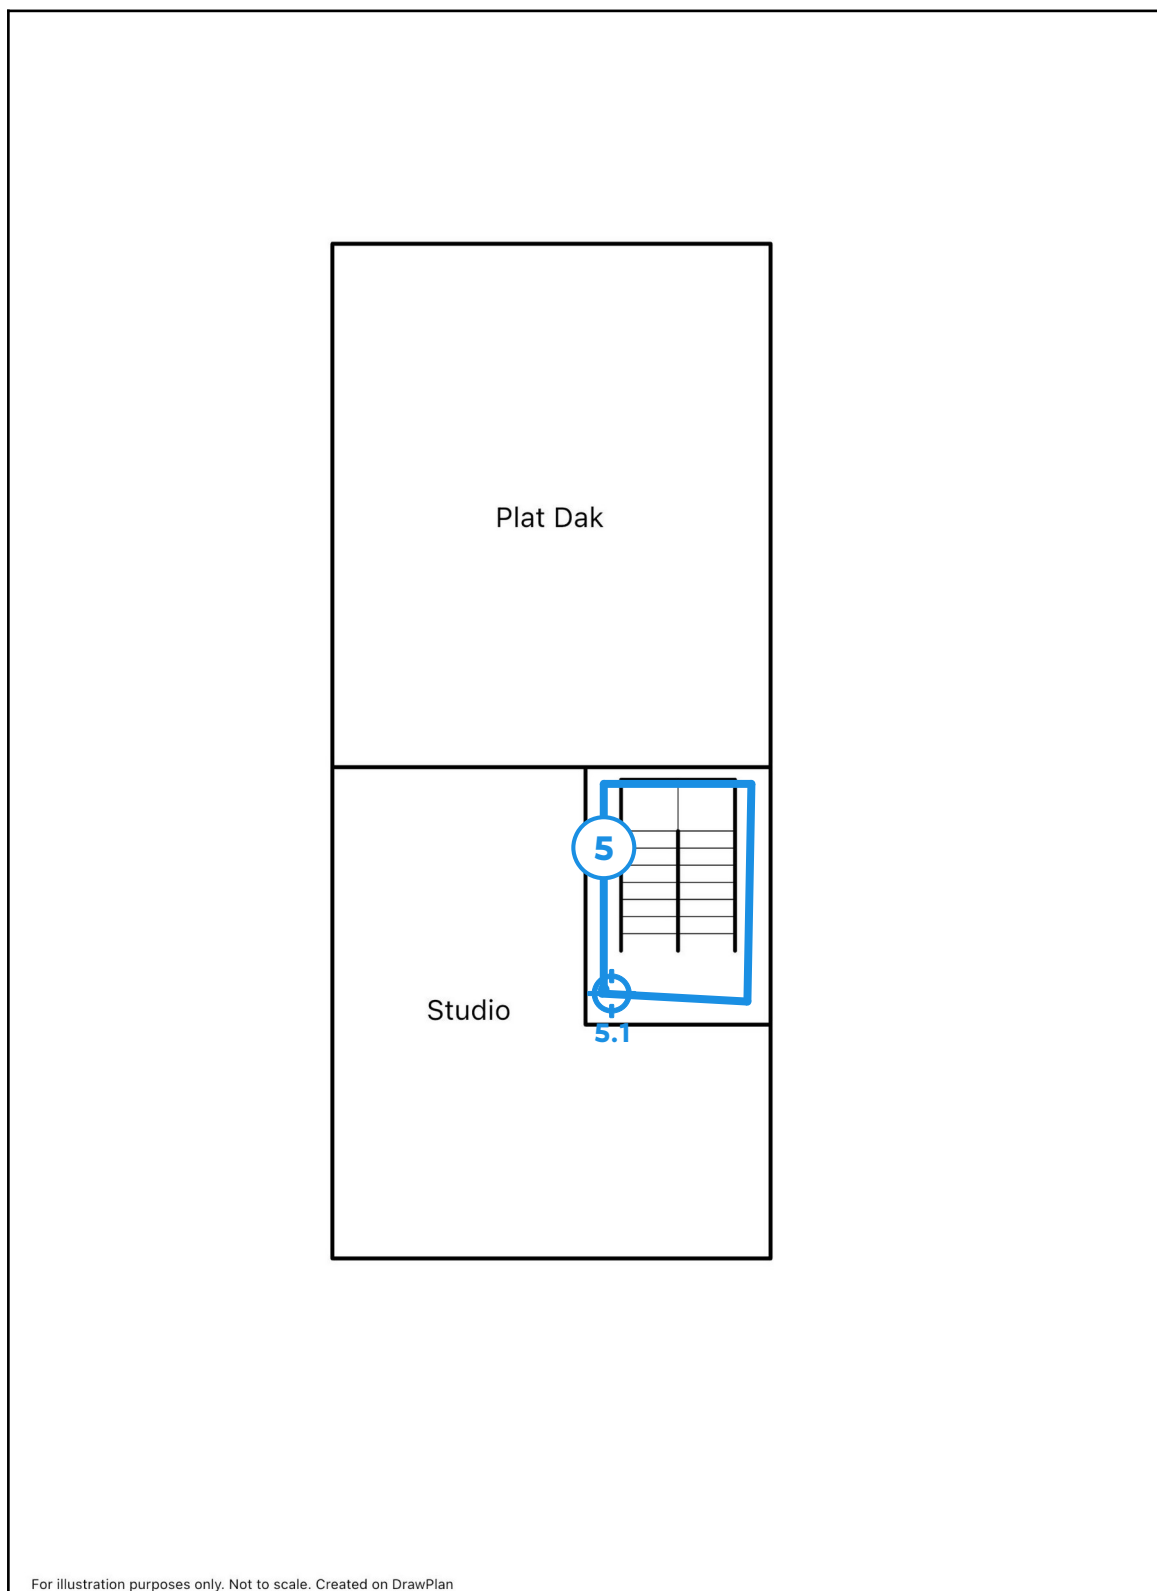 Plat Dak
5
Studio
5.1
For illustration purposes only. Not to scale. Created on DrawPlan